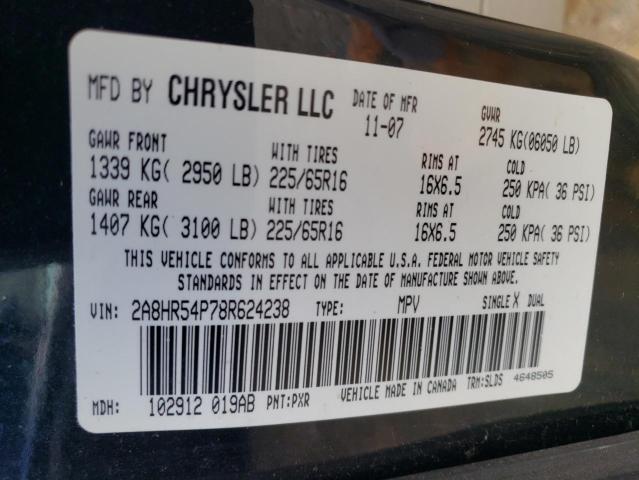 MFD BY CHRYSLER LLC DATE OF MFR GVWR
11-07 2745 KG(06050 LB)
GAWR FRONT WITH TIRES RIMS AT COLD
1339 KG( 2950 LB) 225/65R16 16X6.5 250 KPA( 36 PSI)
GAWR REAR WITH TIRES RIMS AT COLD
1407 KG( 3100 LB) 225/65R16 16X6.5 250 KPA( 36 PSI)
THIS VEHICLE CONFORMS TO ALL APPLICABLE U.S.A. FEDERAL MOTOR VEHICLE SAFETY
STANDARDS IN EFFECT ON THE DATE OF MANUFACTURE SHOWN ABOVE.
VIN: 2A8HR54P78R624238 TYPE: MPV SINGLE X DUAL
MDH: 102912 019AB PNT:PXR VEHICLE MADE IN CANADA TRM:SLDS 4648505